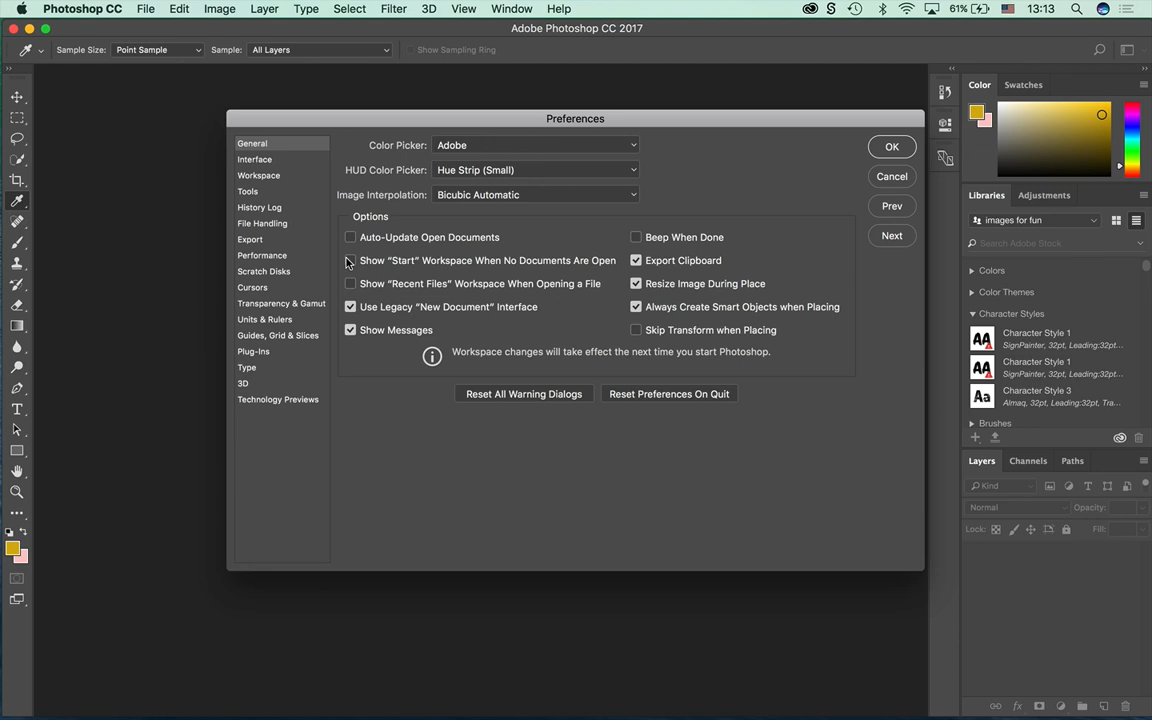 Photoshop CC File Edit Image Layer Type Select Filter 3D View Window Help 61% 13:13
Adobe Photoshop CC 2017
Sample Size: Point Sample Sample: All Layers Show Sampling Ring
Preferences
General
Interface
Workspace
Tools
History Log
File Handling
Export
Performance
Scratch Disks
Cursors
Transparency & Gamut
Units & Rulers
Guides, Grid & Slices
Plug-Ins
Type
3D
Technology Previews
Color Picker: Adobe
HUD Color Picker: Hue Strip (Small)
Image Interpolation: Bicubic Automatic
Options
Auto-Update Open Documents
Show “Start” Workspace When No Documents Are Open
Show “Recent Files” Workspace When Opening a File
Use Legacy “New Document” Interface
Show Messages
Beep When Done
Export Clipboard
Resize Image During Place
Always Create Smart Objects when Placing
Skip Transform when Placing
Workspace changes will take effect the next time you start Photoshop.
Reset All Warning Dialogs Reset Preferences On Quit
OK
Cancel
Prev
Next
Color Swatches
Libraries Adjustments
images for fun
Search Adobe Stock
Colors
Color Themes
Character Styles
Character Style 1
SignPainter, 32pt, Leading:32pt...
Character Style 1
SignPainter, 32pt, Leading:32pt...
Character Style 3
Almaq, 32pt, Leading:32pt, Tra...
Brushes
Layers Channels Paths
Kind
Normal Opacity:
Lock: Fill: